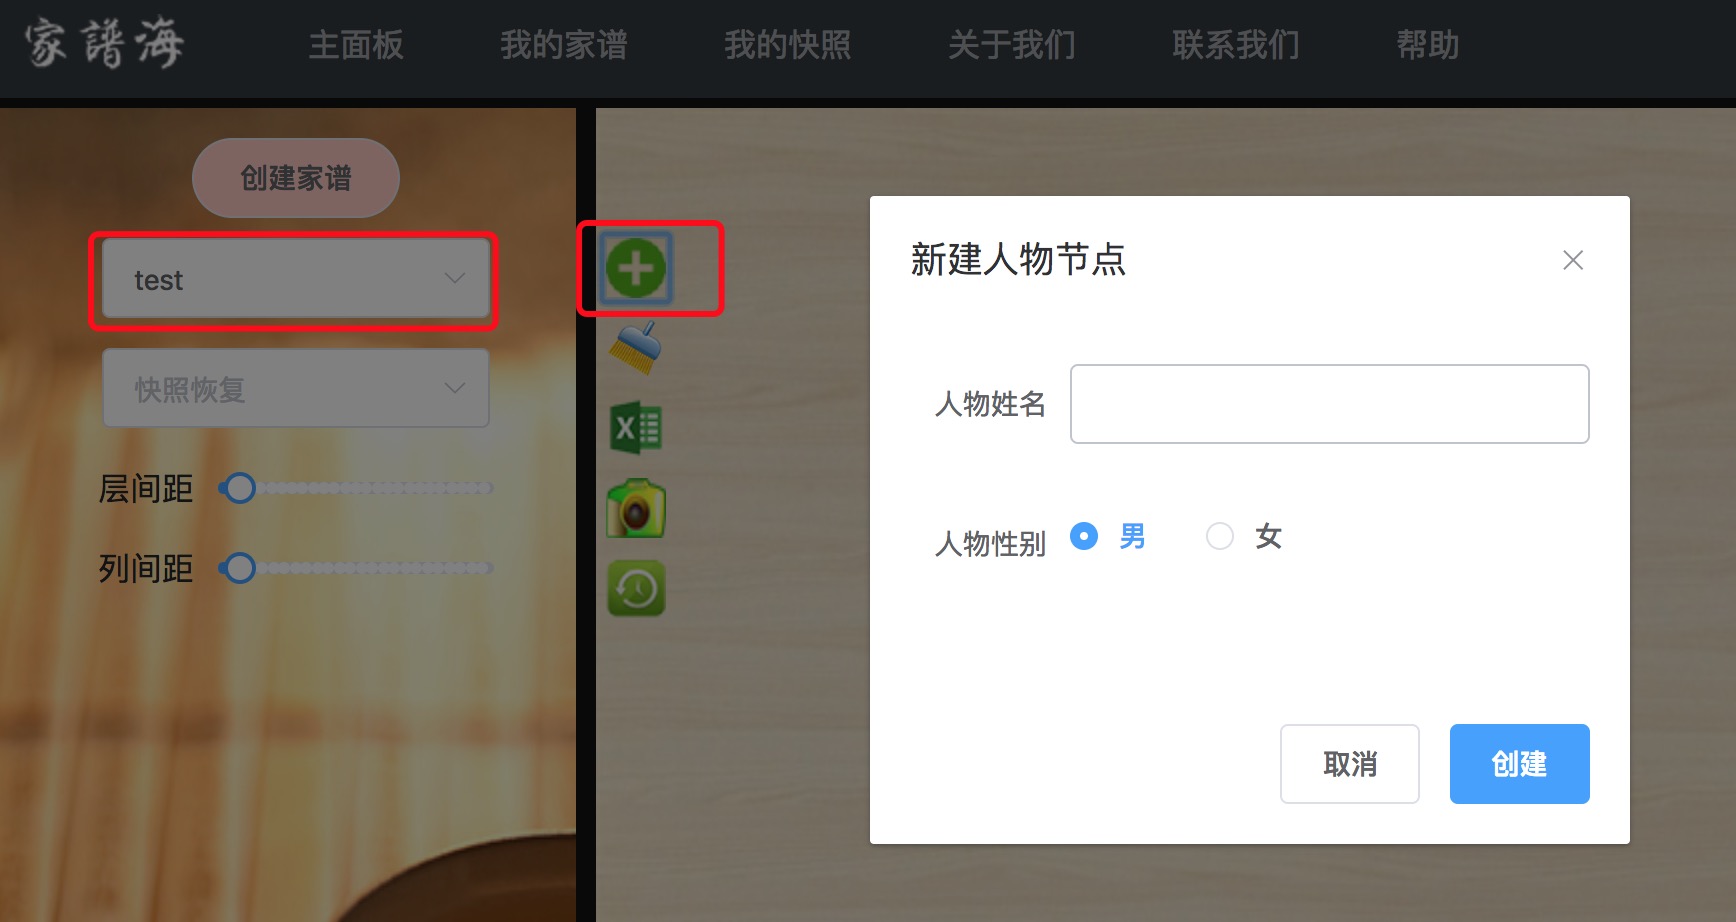 家譜海
主面板 我的家谱 我的快照 关于我们 联系我们 帮助
创建家谱
test
快照恢复
层间距
列间距
X
新建人物节点
人物姓名
人物性别 男 女
取消 创建